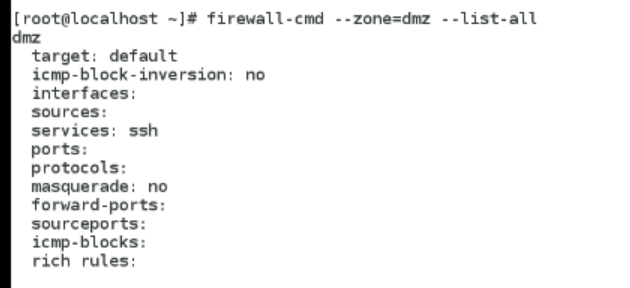 [root@localhost ~]# firewall-cmd --zone=dmz --list-all
dmz
  target: default
  icmp-block-inversion: no
  interfaces:
  sources:
  services: ssh
  ports:
  protocols:
  masquerade: no
  forward-ports:
  sourceports:
  icmp-blocks:
  rich rules: